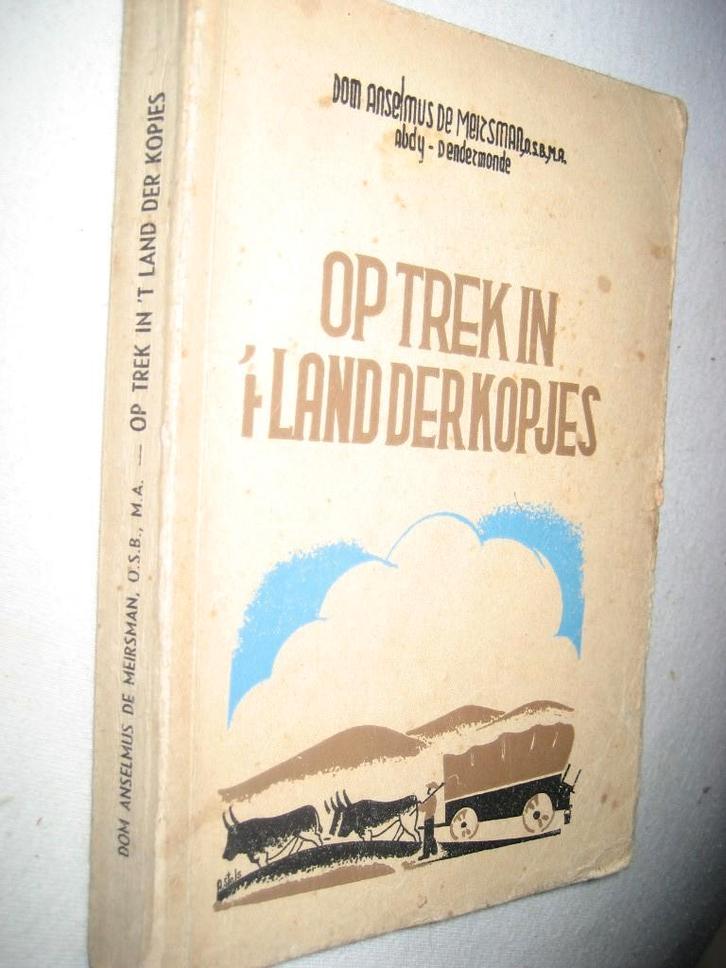 DOM ANSELMUS DE MEIRSMAN, O.S.B., M.A. — OP TREK IN 'T LAND DER KOPJES
DOM ANSELMUS DE MEIRSMAN, O.S.B., M.A.
abdy - Dendermonde
OP TREK IN
't LAND DER KOPJES